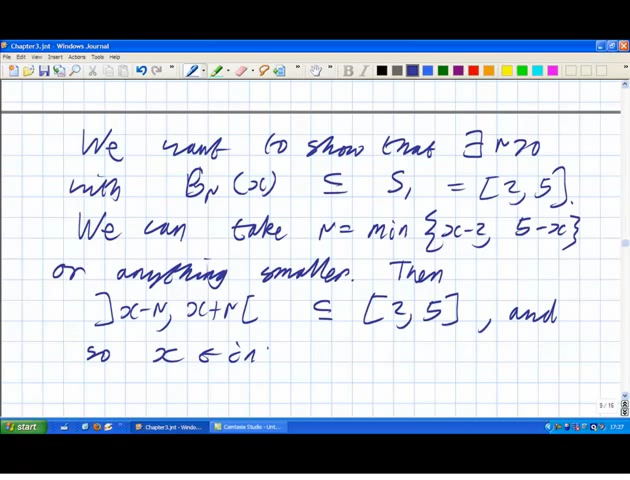 Chapter3.jnt - Windows Journal
File Edit View Insert Actions Tools Help
We want to show that ∃ r>0
with B_r(x) ⊆ S₁ = [2,5].
We can take r = min {x-2, 5-x}
or anything smaller. Then
]x-r, x+r[ ⊆ [2,5], and
so x ∈ in
9 / 16
start Chapter3.jnt - Windo... Camtasia Studio - Unt... 17:27